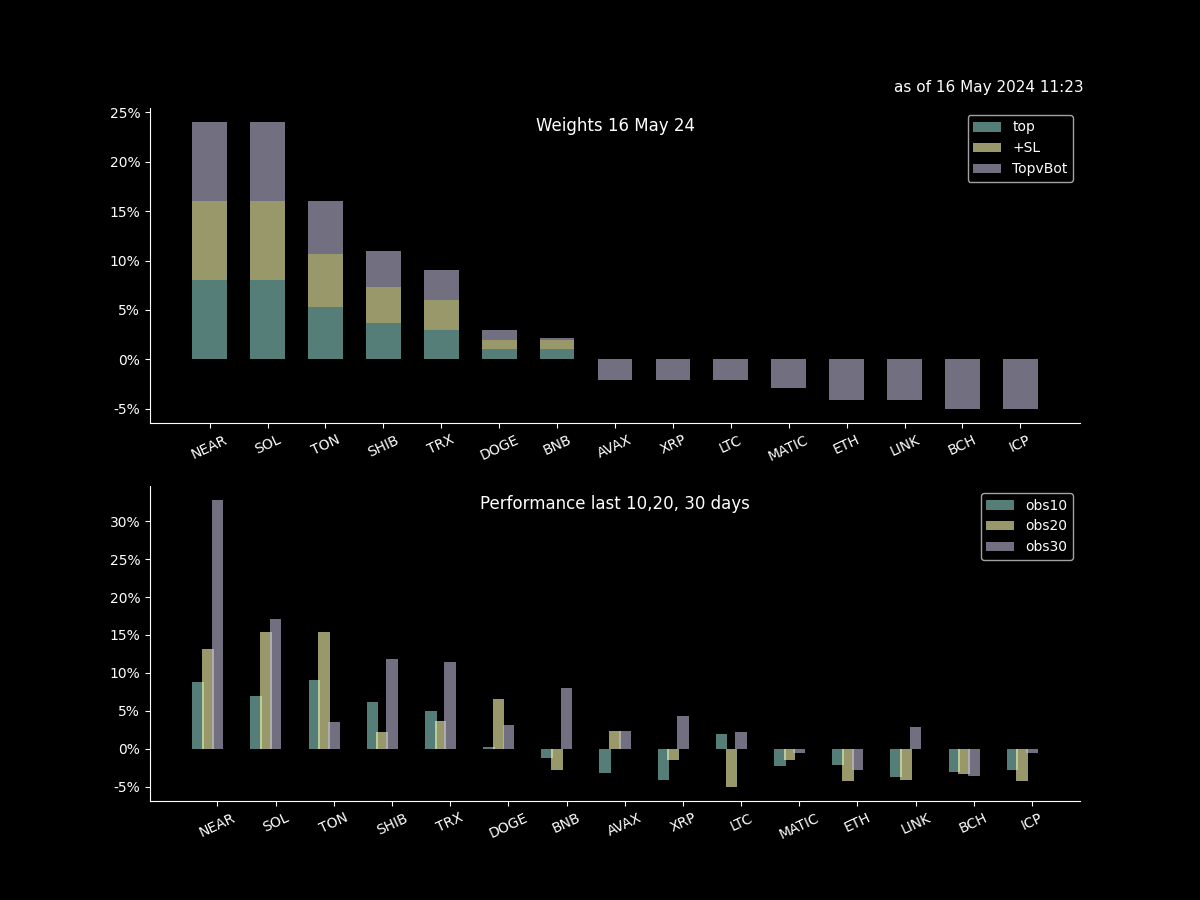 as of 16 May 2024 11:23
Weights 16 May 24
top
+SL
TopvBot
25%
20%
15%
10%
5%
0%
-5%
NEAR SOL TON SHIB TRX DOGE BNB AVAX XRP LTC MATIC ETH LINK BCH ICP
Performance last 10,20, 30 days
obs10
obs20
obs30
30%
25%
20%
15%
10%
5%
0%
-5%
NEAR SOL TON SHIB TRX DOGE BNB AVAX XRP LTC MATIC ETH LINK BCH ICP